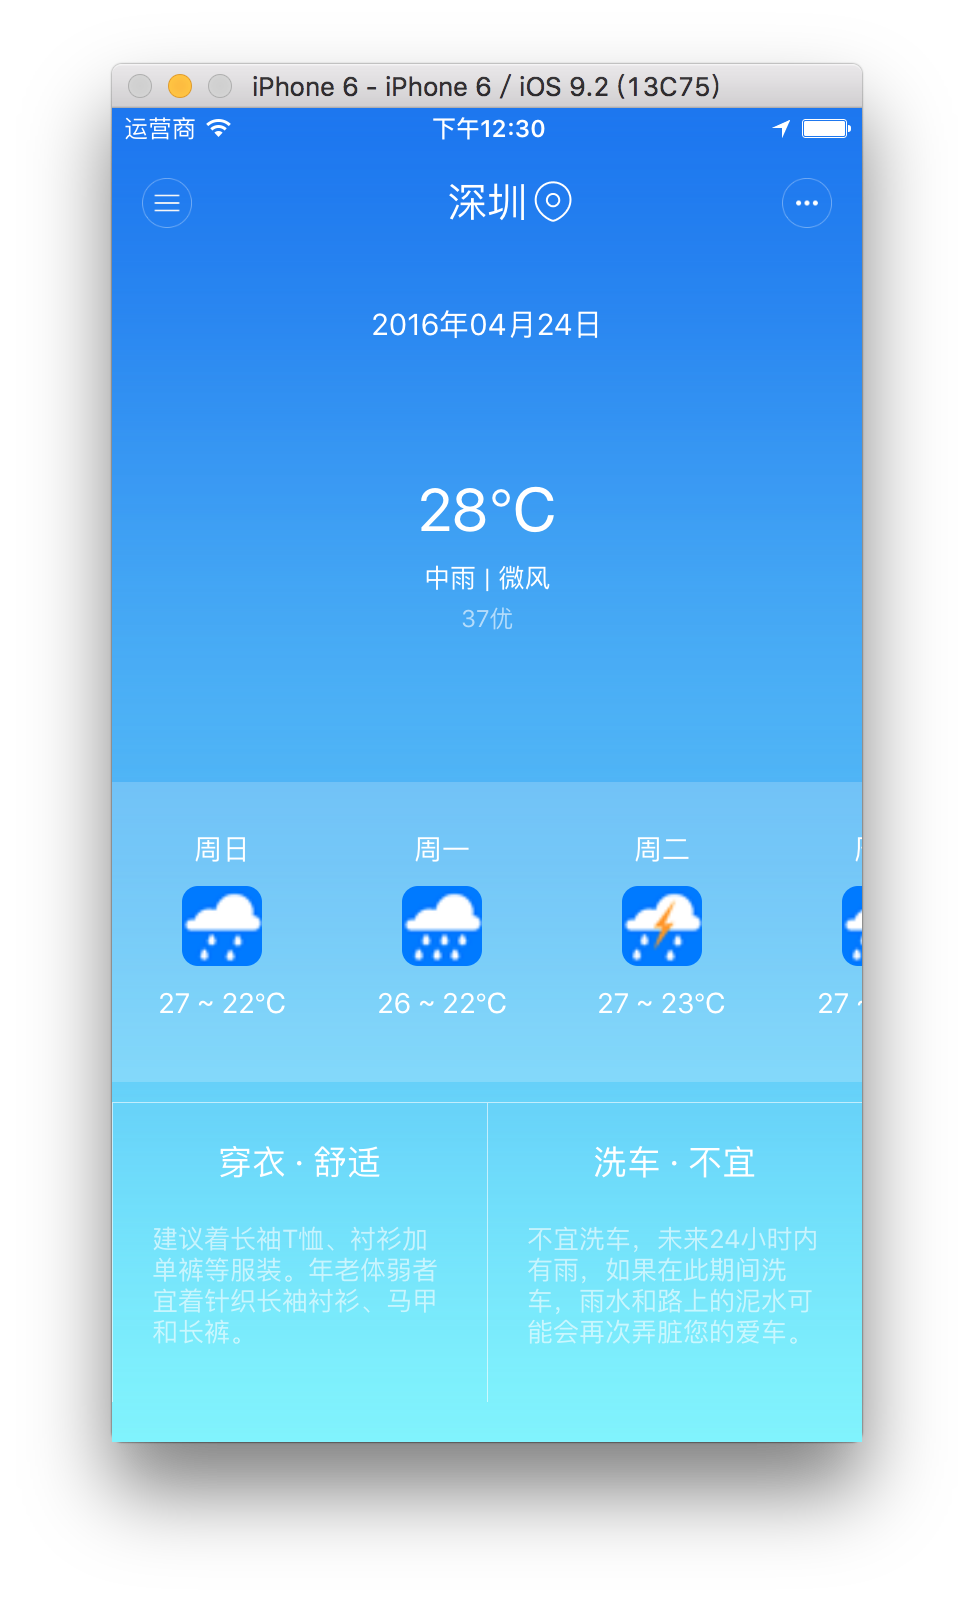 iPhone 6 - iPhone 6 / iOS 9.2 (13C75)
运营商 下午12:30
深圳
2016年04月24日
28°C
中雨 | 微风
37优
周日 周一 周二
27 ~ 22°C 26 ~ 22°C 27 ~ 23°C 27 ~
穿衣 · 舒适
建议着长袖T恤、衬衫加
单裤等服装。年老体弱者
宜着针织长袖衬衫、马甲
和长裤。
洗车 · 不宜
不宜洗车，未来24小时内
有雨，如果在此期间洗
车，雨水和路上的泥水可
能会再次弄脏您的爱车。